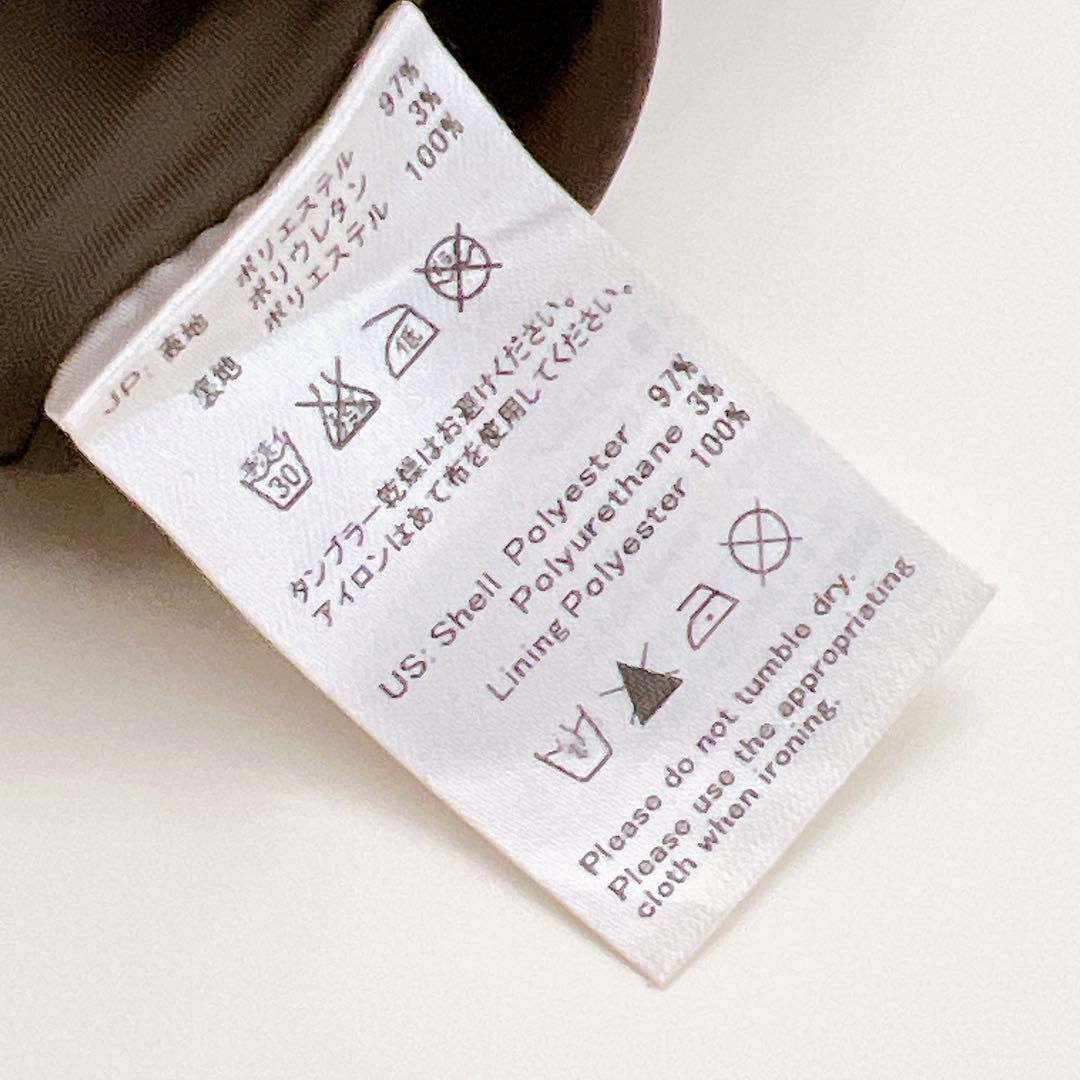 JP: 表地 ポリエステル 97%
ポリウレタン 3%
裏地 ポリエステル 100%
30
低
タンブラー乾燥はお避けください。
アイロンはあて布を使用してください。
US: Shell Polyester 97%
Polyurethane 3%
Lining Polyester 100%
Please do not tumble dry.
Please use the appropriating
cloth when ironing.